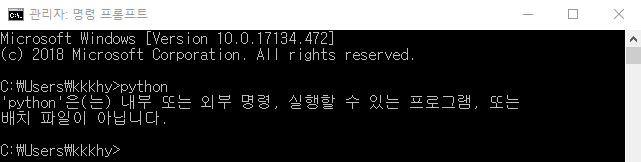 관리자: 명령 프롬프트
Microsoft Windows [Version 10.0.17134.472]
(c) 2018 Microsoft Corporation. All rights reserved.
C:₩Users₩kkkhy>python
'python'은(는) 내부 또는 외부 명령, 실행할 수 있는 프로그램, 또는
배치 파일이 아닙니다.
C:₩Users₩kkkhy>